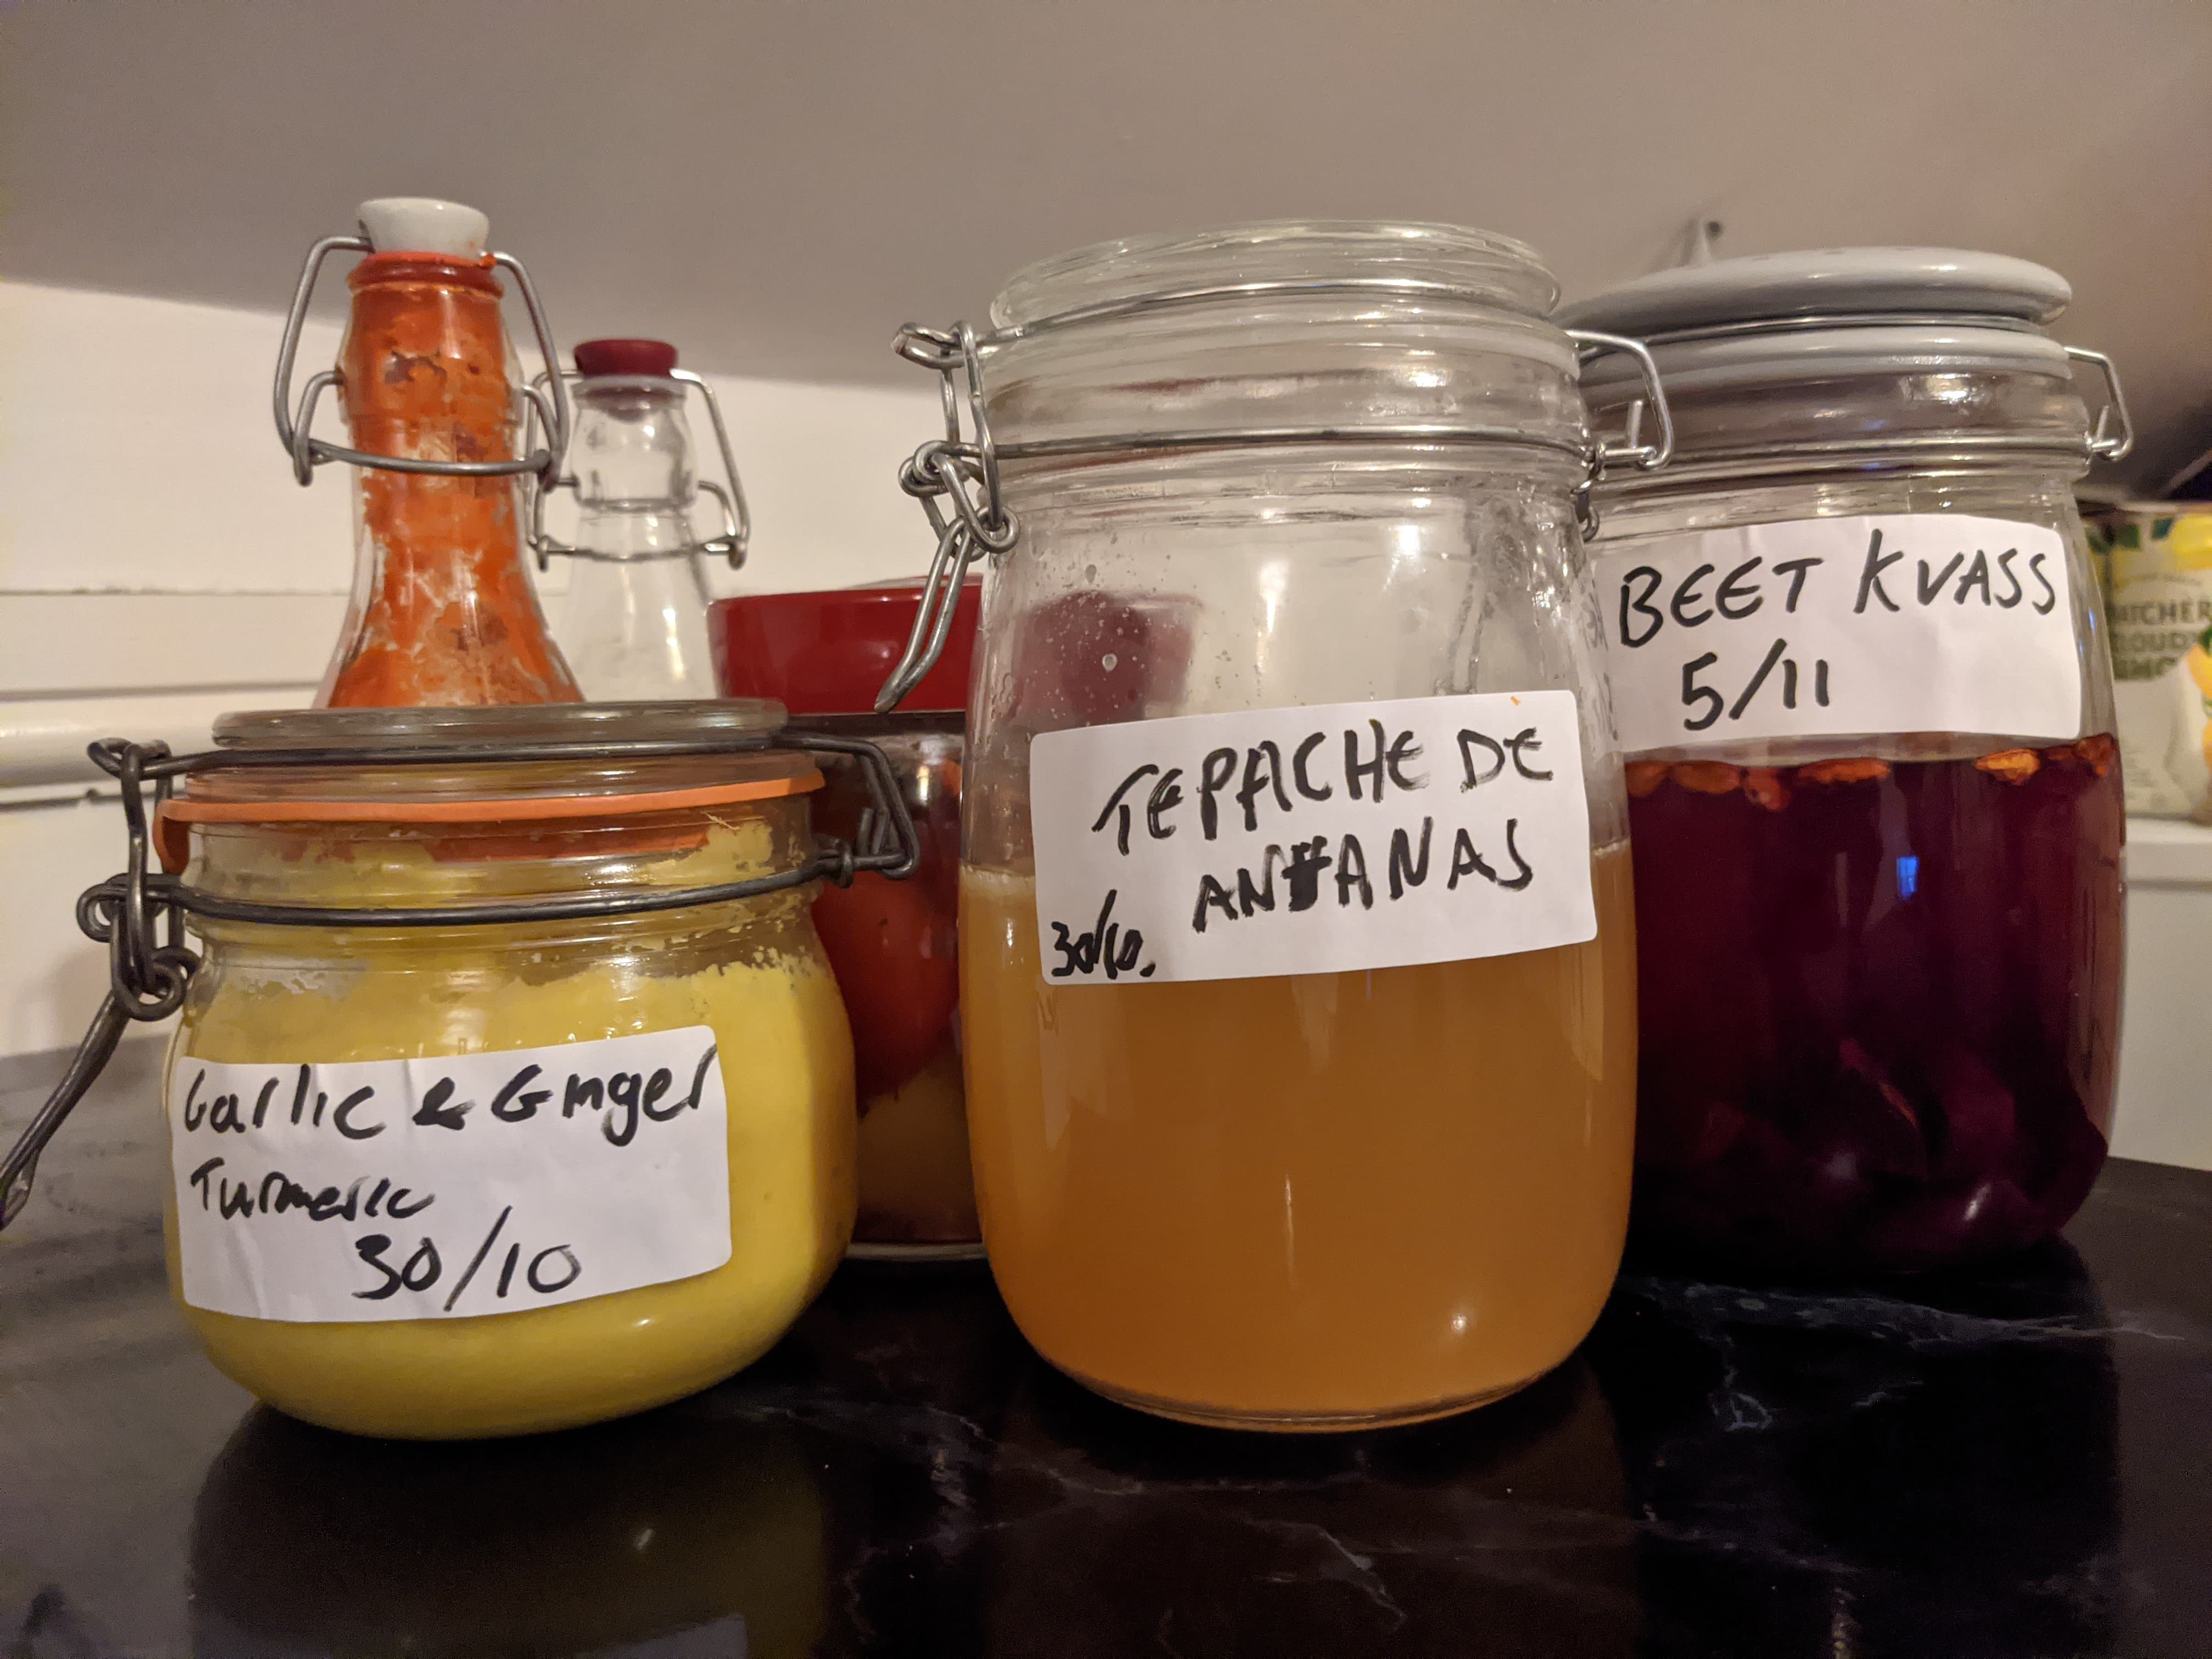 Garlic & Ginger
Turmeric
30/10
TEPACHE DE
ANANAS
30/10.
BEET KVASS
5/11